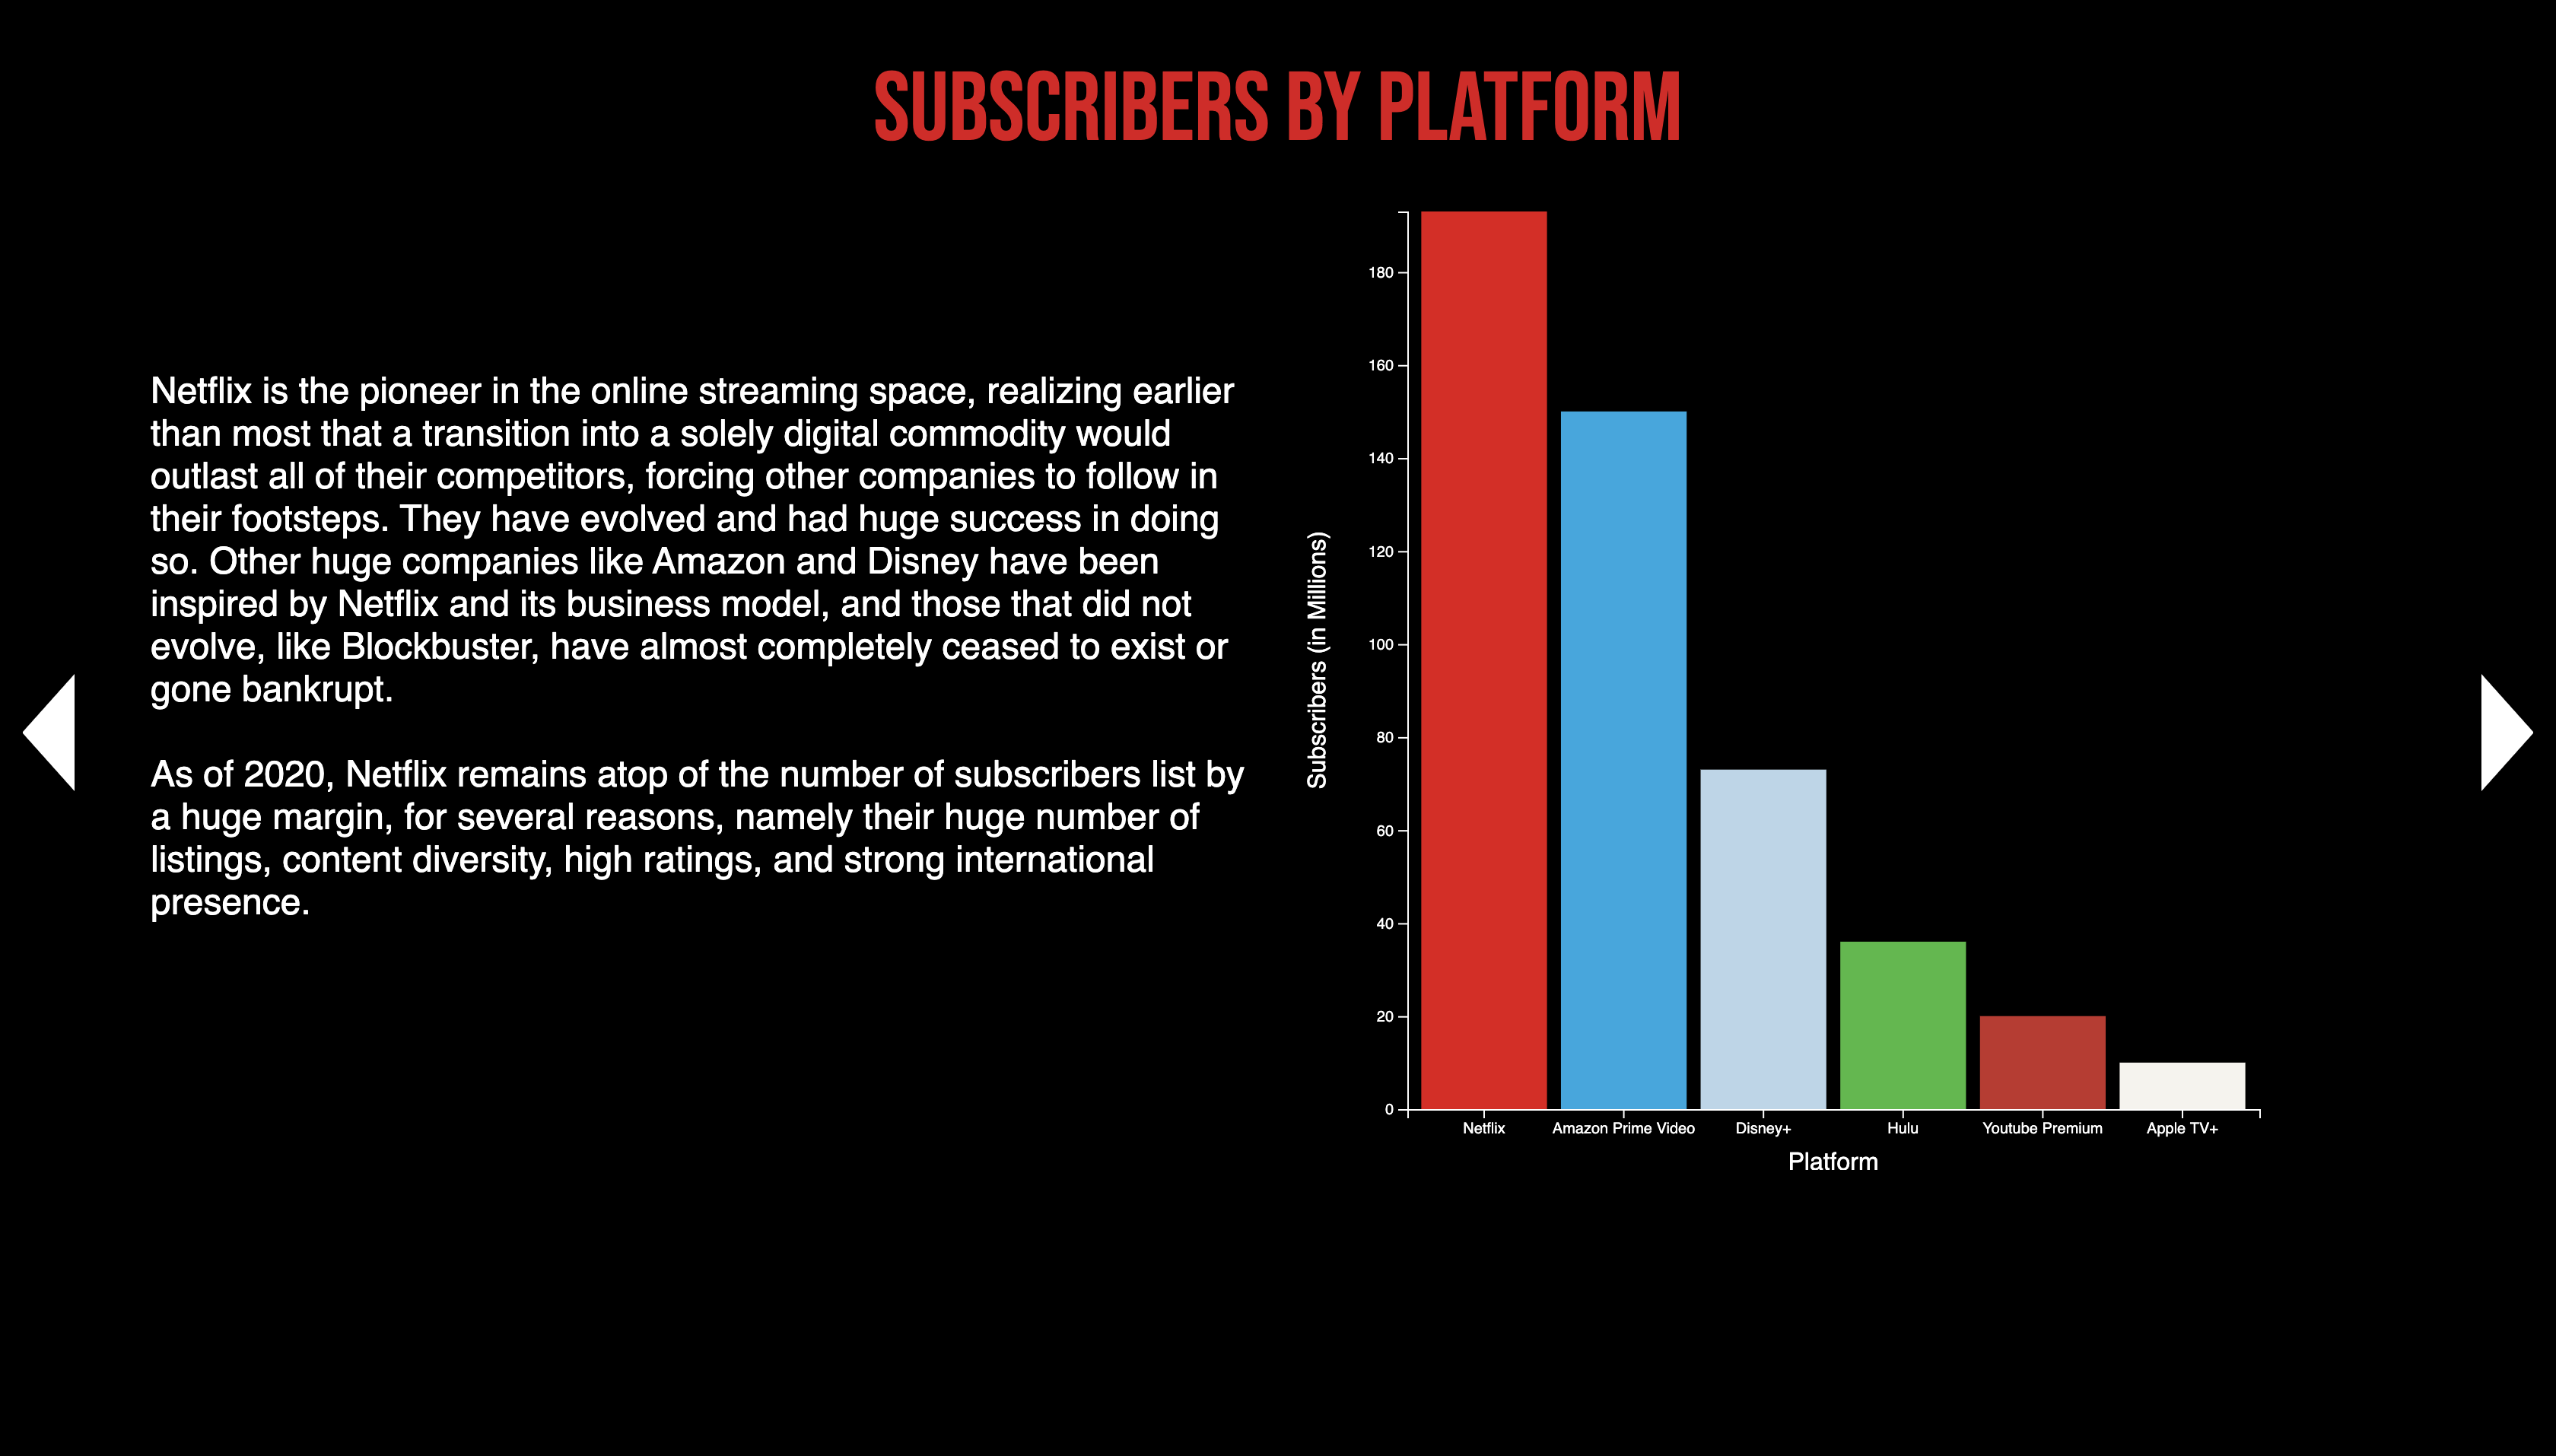 SUBSCRIBERS BY PLATFORM
Netflix is the pioneer in the online streaming space, realizing earlier
than most that a transition into a solely digital commodity would
outlast all of their competitors, forcing other companies to follow in
their footsteps. They have evolved and had huge success in doing
so. Other huge companies like Amazon and Disney have been
inspired by Netflix and its business model, and those that did not
evolve, like Blockbuster, have almost completely ceased to exist or
gone bankrupt.
As of 2020, Netflix remains atop of the number of subscribers list by
a huge margin, for several reasons, namely their huge number of
listings, content diversity, high ratings, and strong international
presence.
Subscribers (in Millions)
180
160
140
120
100
80
60
40
20
0
Netflix Amazon Prime Video Disney+ Hulu Youtube Premium Apple TV+
Platform